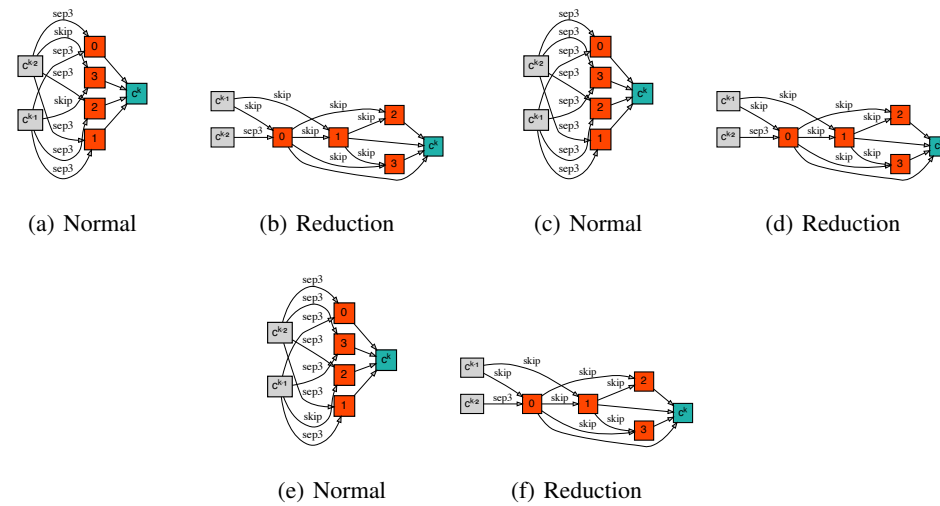 sep3
skip
sep3
sep3
skip
sep3
sep3
sep3
c^k-2
c^k-1
0
3
2
1
c^k
(a) Normal
c^k-1
c^k-2
skip
skip
sep3
0
skip
skip
1
skip
skip
skip
2
3
c^k
(b) Reduction
sep3
sep3
sep3
sep3
skip
sep3
sep3
sep3
c^k-2
c^k-1
0
3
2
1
c^k
(c) Normal
c^k-1
c^k-2
skip
skip
sep3
0
skip
skip
1
skip
skip
skip
2
3
c
(d) Reduction
sep3
sep3
sep3
sep3
sep3
sep3
skip
sep3
c^k-2
c^k-1
0
3
2
1
c^k
(e) Normal
c^k-1
c^k-2
skip
skip
sep3
0
skip
skip
1
skip
skip
skip
2
3
c^k
(f) Reduction